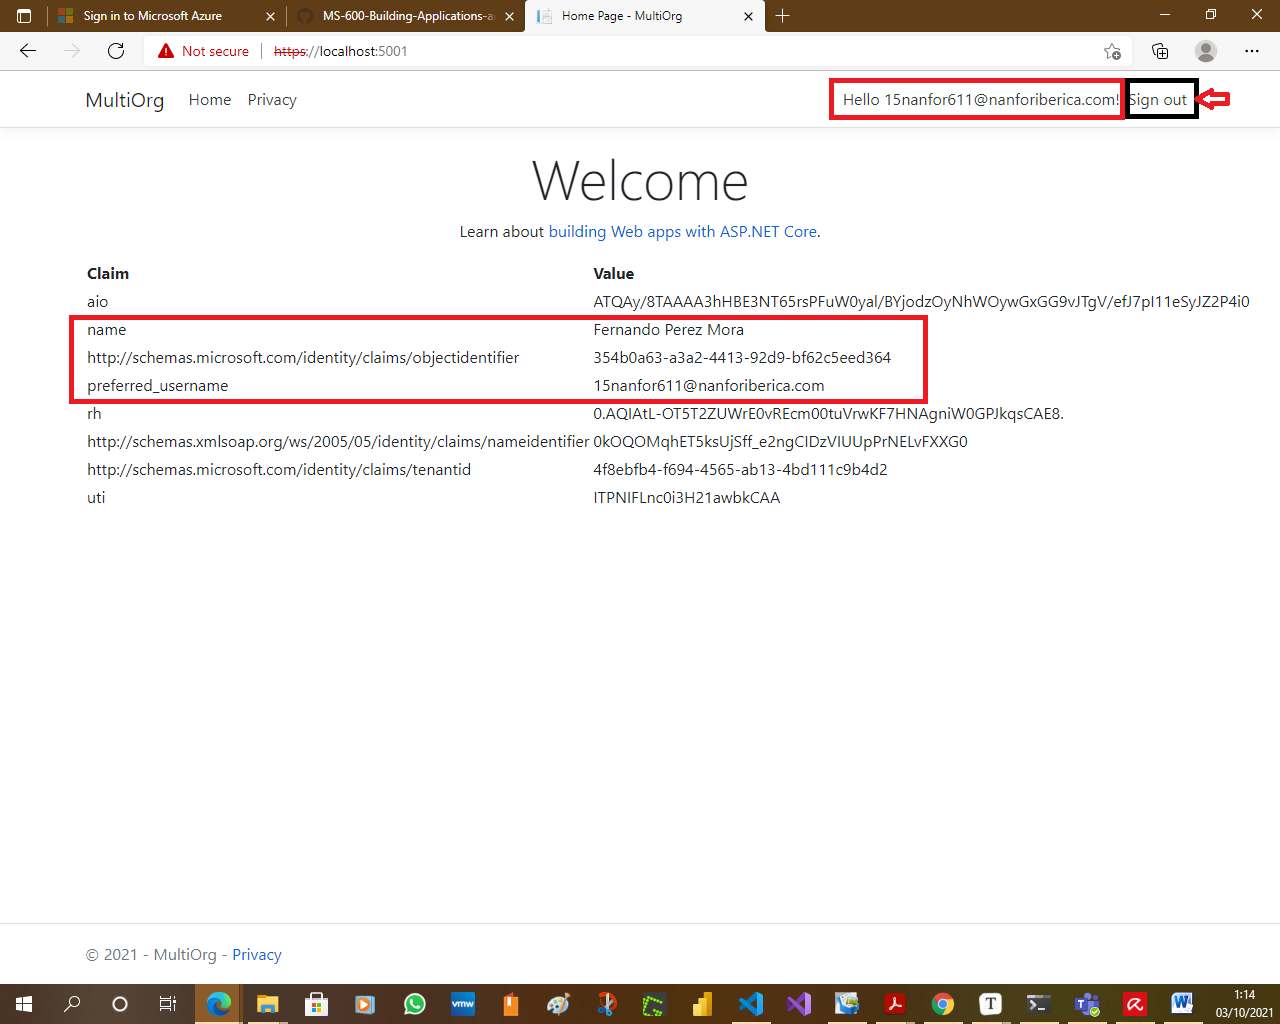 Sign in to Microsoft Azure
MS-600-Building-Applications-a
Home Page - MultiOrg
Not secure
https://localhost:5001
MultiOrg Home Privacy Hello 15nanfor611@nanforiberica.com! Sign out
Welcome
Learn about building Web apps with ASP.NET Core.
Claim Value
aio ATQAy/8TAAAA3hHBE3NT65rsPFuW0yal/BYjodzOyNhWOywGxGG9vJTgV/efJ7pI11eSyJZ2P4i0
name Fernando Perez Mora
http://schemas.microsoft.com/identity/claims/objectidentifier 354b0a63-a3a2-4413-92d9-bf62c5eed364
preferred_username 15nanfor611@nanforiberica.com
rh 0.AQIAtL-OT5T2ZUWrE0vREcm00tuVrwKF7HNAgniW0GPJkqsCAE8.
http://schemas.xmlsoap.org/ws/2005/05/identity/claims/nameidentifier 0kOQOMqhET5ksUjSff_e2ngCIDzVIUUpPrNELvFXXG0
http://schemas.microsoft.com/identity/claims/tenantid 4f8ebfb4-f694-4565-ab13-4bd111c9b4d2
uti ITPNIFLnc0i3H21awbkCAA
© 2021 - MultiOrg - Privacy
vmw
T
1:14
03/10/2021